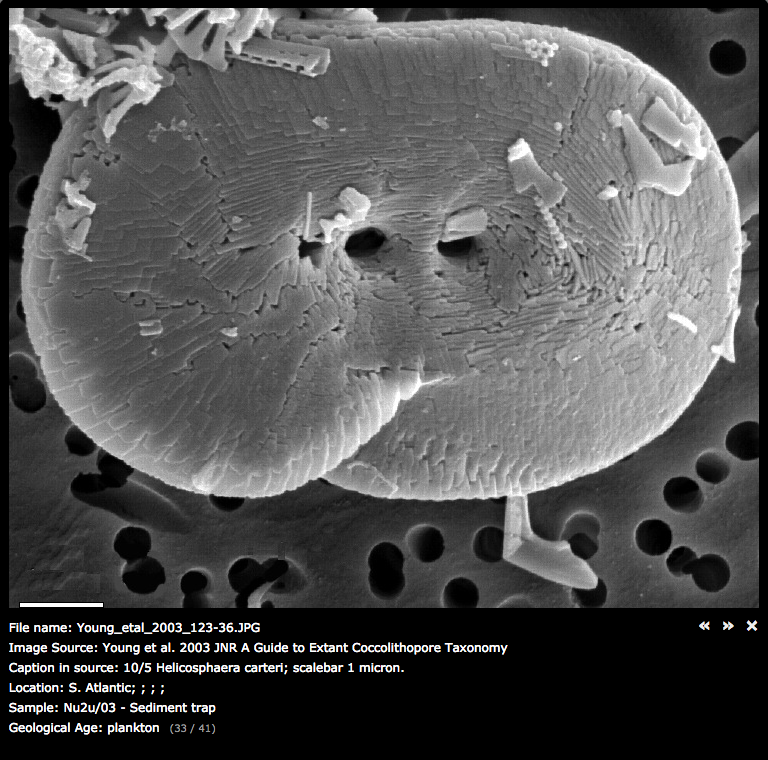 File name: Young_etal_2003_123-36.JPG
Image Source: Young et al. 2003 JNR A Guide to Extant Coccolithopore Taxonomy
Caption in source: 10/5 Helicosphaera carteri; scalebar 1 micron.
Location: S. Atlantic; ; ; ;
Sample: Nu2u/03 - Sediment trap
Geological Age: plankton (33 / 41)